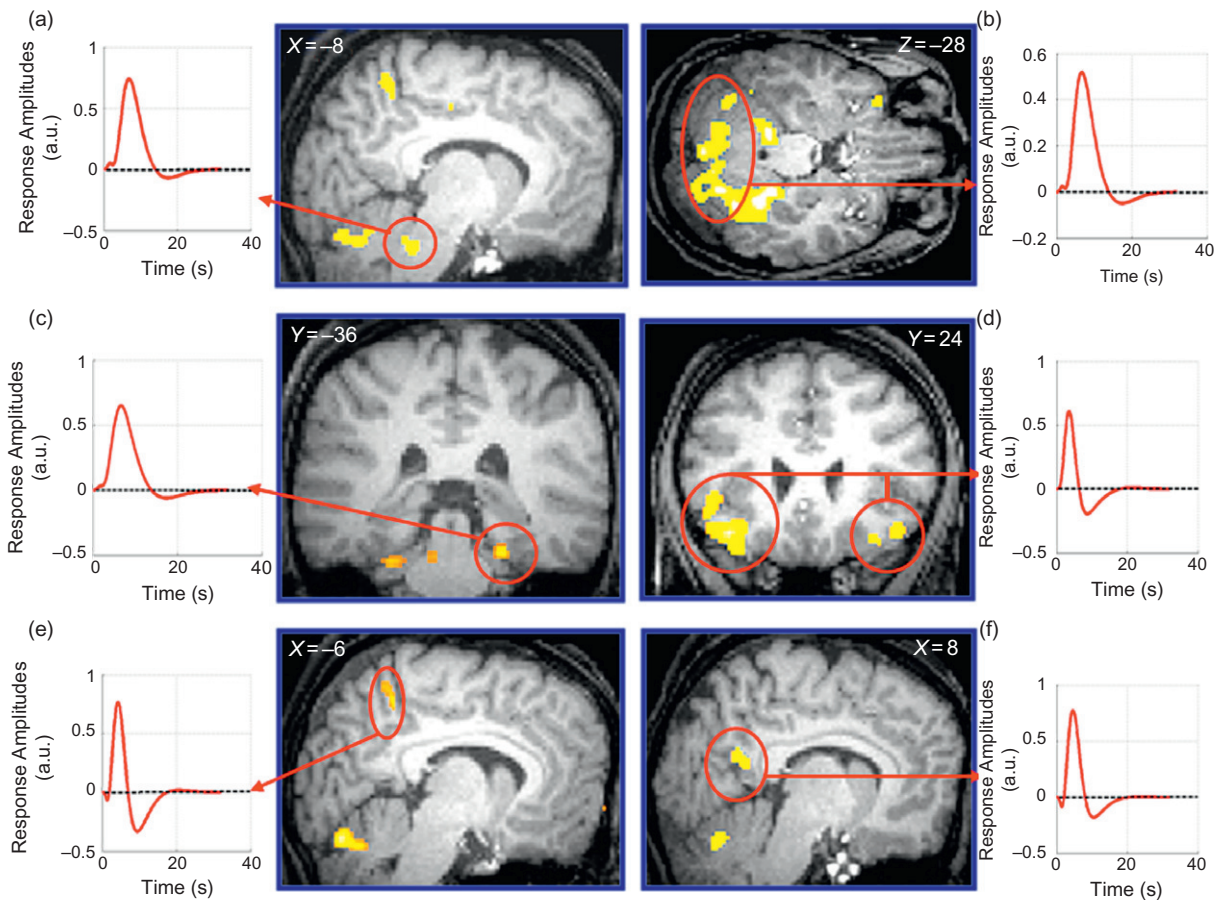 (a)
Response Amplitudes
(a.u.)
1
0.5
0
–0.5
0
20
40
Time (s)
X = –8
(b)
Z = –28
Response Amplitudes
(a.u.)
0.6
0.4
0.2
0
–0.2
0
20
40
Time (s)
(c)
Response Amplitudes
(a.u.)
1
0.5
0
–0.5
0
20
40
Time (s)
Y = –36
(d)
Y = 24
Response Amplitudes
(a.u.)
1
0.5
0
–0.5
0
20
40
Time (s)
(e)
Response Amplitudes
(a.u.)
1
0.5
0
–0.5
0
20
40
Time (s)
X = –6
(f)
X = 8
Response Amplitudes
(a.u.)
1
0.5
0
–0.5
0
20
40
Time (s)